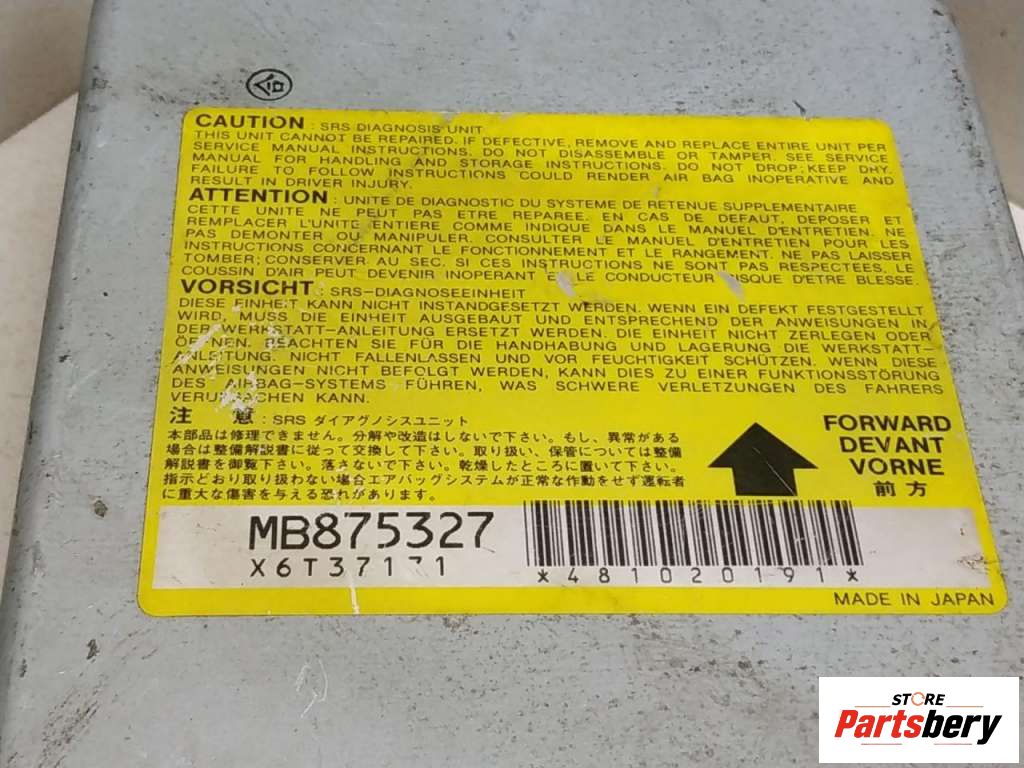 CAUTION : SRS DIAGNOSIS UNIT
THIS UNIT CANNOT BE REPAIRED. IF DEFECTIVE, REMOVE AND REPLACE ENTIRE UNIT PER
SERVICE MANUAL INSTRUCTIONS. DO NOT DISASSEMBLE OR TAMPER. SEE SERVICE
MANUAL FOR HANDLING AND STORAGE INSTRUCTIONS. DO NOT DROP; KEEP DRY.
FAILURE TO FOLLOW INSTRUCTIONS COULD RENDER AIR BAG INOPERATIVE AND
RESULT IN DRIVER INJURY.
ATTENTION : UNITE DE DIAGNOSTIC DU SYSTEME DE RETENUE SUPPLEMENTAIRE
CETTE UNITE NE PEUT PAS ETRE REPAREE. EN CAS DE DEFAUT, DEPOSER ET
REMPLACER L'UNITE ENTIERE COMME INDIQUE DANS LE MANUEL D'ENTRETIEN. NE
PAS DEMONTER OU MANIPULER. CONSULTER LE MANUEL D'ENTRETIEN POUR LES
INSTRUCTIONS CONCERNANT LE FONCTIONNEMENT ET LE RANGEMENT. NE PAS LAISSER
TOMBER; CONSERVER AU SEC. SI CES INSTRUCTIONS NE SONT PAS RESPECTEES, LE
COUSSIN D'AIR PEUT DEVENIR INOPERANT ET LE CONDUCTEUR RISQUE D'ETRE BLESSE.
VORSICHT : SRS-DIAGNOSEEINHEIT
DIESE EINHEIT KANN NICHT INSTANDGESETZT WERDEN. WENN EIN DEFEKT FESTGESTELLT
WIRD, MUSS DIE EINHEIT AUSGEBAUT UND ENTSPRECHEND DER ANWEISUNGEN IN
DER WERKSTATT-ANLEITUNG ERSETZT WERDEN. DIE EINHEIT NICHT ZERLEGEN ODER
ÖFFNEN. BEACHTEN SIE FÜR DIE HANDHABUNG UND LAGERUNG DIE WERKSTATT-
ANLEITUNG. NICHT FALLENLASSEN UND VOR FEUCHTIGKEIT SCHÜTZEN. WENN DIESE
ANWEISUNGEN NICHT BEFOLGT WERDEN, KANN DIES ZU EINER FUNKTIONSSTÖRUNG
DES AIRBAG-SYSTEMS FÜHREN, WAS SCHWERE VERLETZUNGEN DES FAHRERS
VERURSACHEN KANN.
注 意 : SRS ダイアグノシスユニット
本部品は修理できません。分解や改造はしないで下さい。もし、異常がある
場合は整備解説書に従って交換して下さい。取り扱い、保管については整備
解説書を御覧下さい。落さないで下さい。乾燥したところに置いて下さい。
指示どおり取り扱わない場合エアバッグシステムが正常な作動をせず運転者
に重大な傷害を与える恐れがあります。
FORWARD
DEVANT
VORNE
前方
MB875327
X6T37171
*481020191*
MADE IN JAPAN
STORE
Partsbery